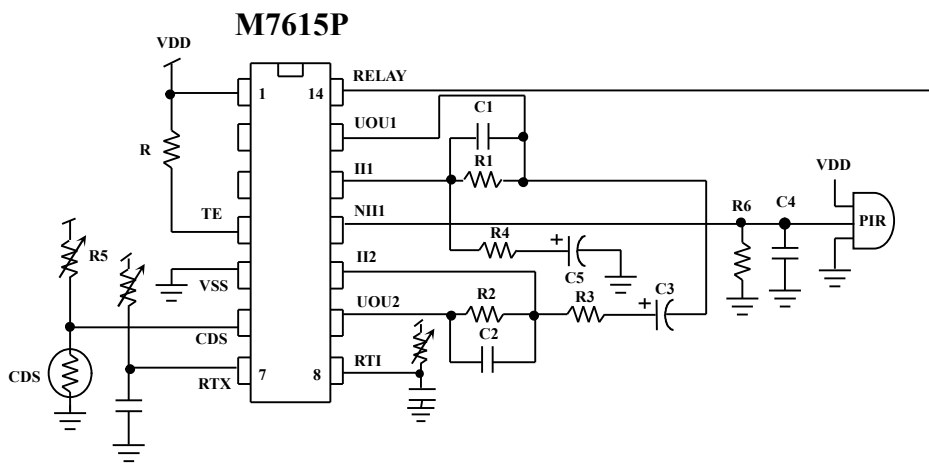 M7615P
VDD
1
14
RELAY
C1
UOU1
R
II1
R1
VDD
TE
NII1
R6
C4
PIR
R5
R4
+
C5
VSS
II2
C3
UOU2
R2
R3
+
CDS
C2
CDS
RTX
7
8
RTI